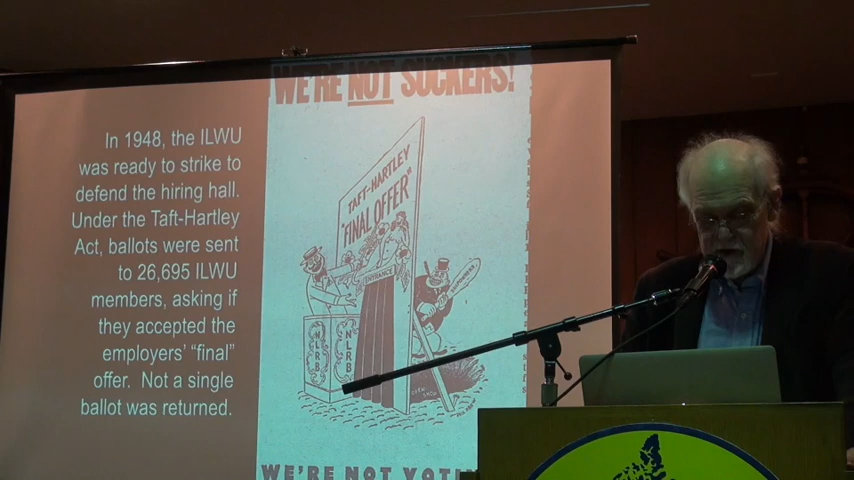 In 1948, the ILWU
was ready to strike to
defend the hiring hall.
Under the Taft-Hartley
Act, ballots were sent
to 26,695 ILWU
members, asking if
they accepted the
employers' “final”
offer.  Not a single
ballot was returned.
WE'RE NOT SUCKERS!
TAFT-HARTLEY
"FINAL OFFER"
ENTRANCE
NLRB
NLRB
WE'RE NOT